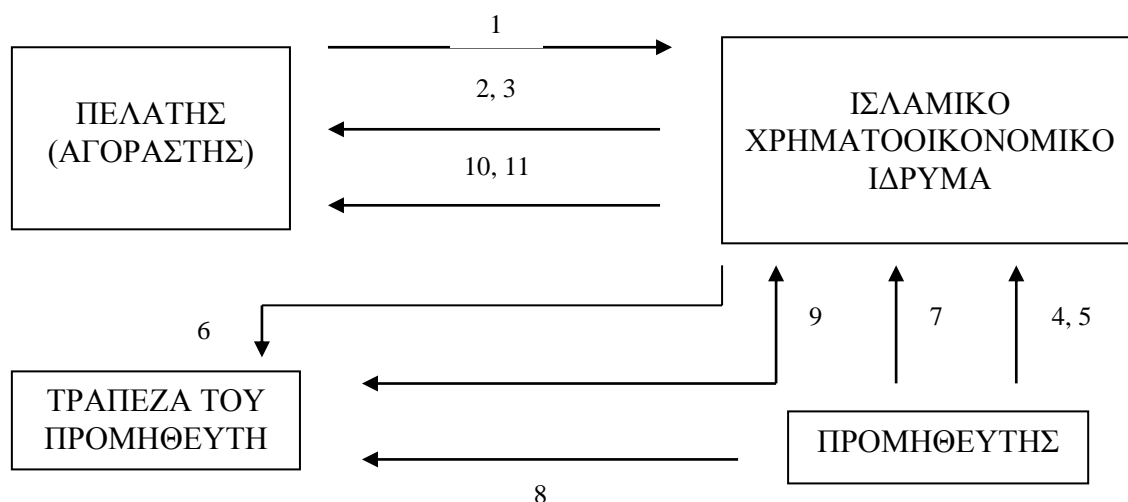 1
ΠΕΛΑΤΗΣ
(ΑΓΟΡΑΣΤΗΣ)
2, 3
10, 11
ΙΣΛΑΜΙΚΟ
ΧΡΗΜΑΤΟΟΙΚΟΝΟΜΙΚΟ
ΙΔΡΥΜΑ
6
9
7
4, 5
ΤΡΑΠΕΖΑ ΤΟΥ
ΠΡΟΜΗΘΕΥΤΗ
ΠΡΟΜΗΘΕΥΤΗΣ
8